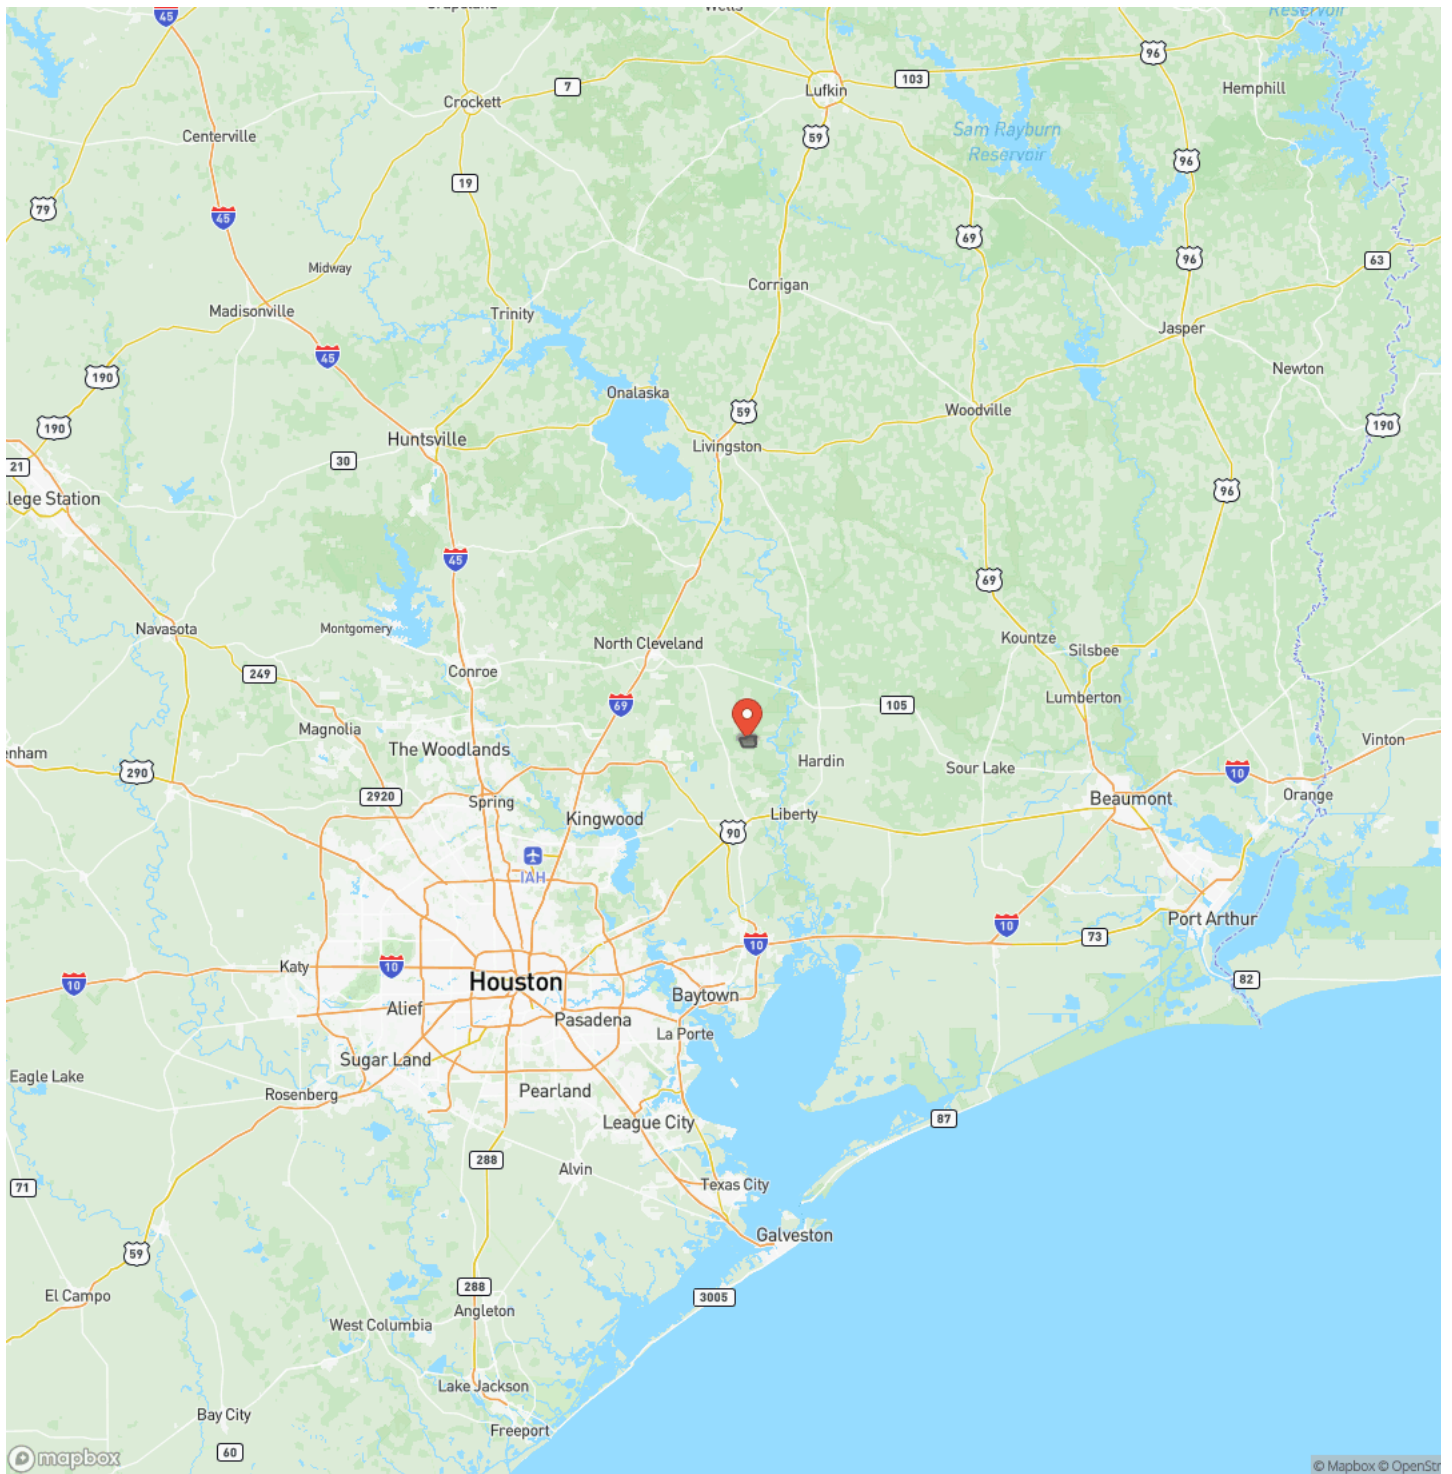 45
Grapeland
Wells
Reservoir
96
103
Hemphill
7
Lufkin
Crockett
Centerville
59
Sam Rayburn
Reservoir
96
19
79
45
69
96
63
Midway
Corrigan
Madisonville
Trinity
Jasper
45
190
Newton
Onalaska
59
Woodville
190
190
Huntsville
Livingston
21
30
96
llege Station
45
69
Navasota
Montgomery
North Cleveland
Kountze
Silsbee
Conroe
249
Lumberton
69
105
Magnolia
The Woodlands
Vinton
enham
Hardin
Sour Lake
290
10
2920
Spring
Beaumont
Orange
Kingwood
Liberty
90
IAH
Port Arthur
10
73
10
Katy
10
10
Houston
82
Baytown
Alief
Pasadena
La Porte
Sugar Land
Eagle Lake
Rosenberg
Pearland
League City
87
288
Alvin
71
Texas City
Galveston
59
288
El Campo
3005
Angleton
West Columbia
Lake Jackson
Bay City
Freeport
60
mapbox
© Mapbox © OpenStr